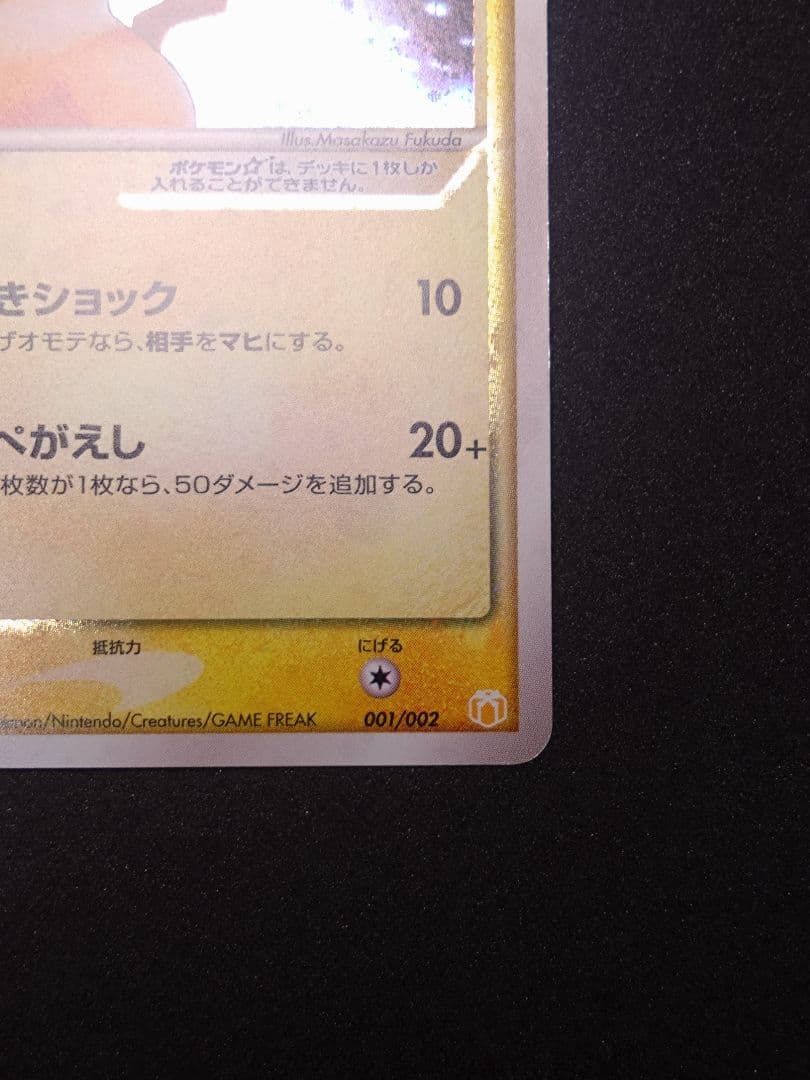 Illus.Masakazu Fukuda
ポケモン☆は、デッキに1枚しか
入れることができません。
きショック 10
げオモテなら、相手をマヒにする。
ぺがえし 20+
枚数が1枚なら、50ダメージを追加する。
抵抗力 にげる
émon/Nintendo/Creatures/GAME FREAK 001/002